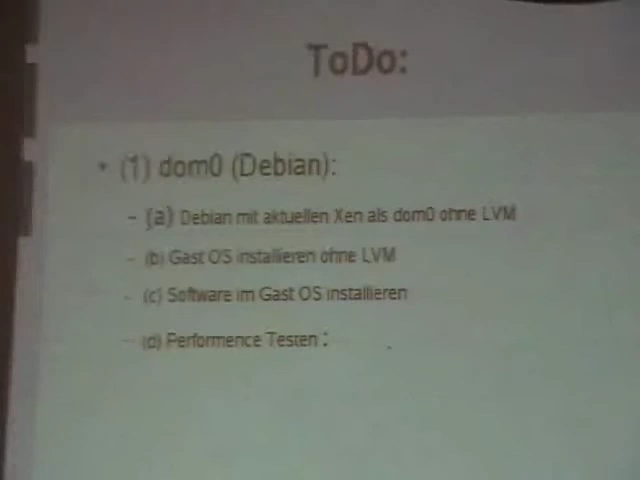 ToDo:
• (1) dom0 (Debian):
– (a) Debian mit aktuellen Xen als dom0 ohne LVM
– (b) Gast OS installieren ohne LVM
– (c) Software im Gast OS installieren
– (d) Performence Testen :